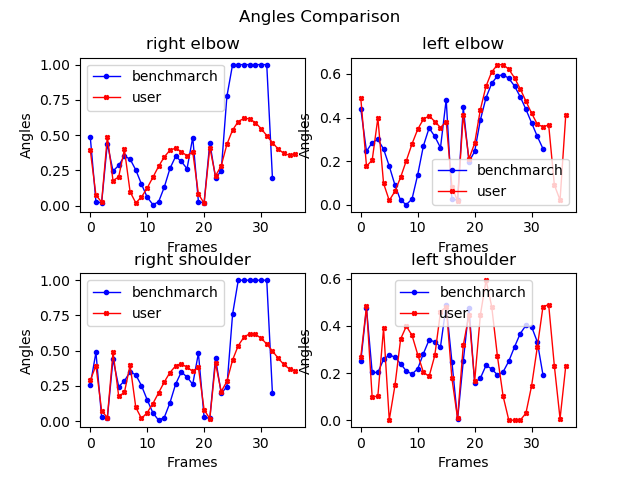 Angles Comparison
right elbow
left elbow
1.00
0.75
0.50
0.25
0.00
Angles
benchmarch
user
0
10
20
30
Frames
0.6
0.4
0.2
0.0
Angles
benchmarch
user
0
10
20
30
Frames
right shoulder
left shoulder
1.00
0.75
0.50
0.25
0.00
Angles
benchmarch
user
0
10
20
30
Frames
0.6
0.4
0.2
0.0
Angles
benchmarch
user
0
10
20
30
Frames